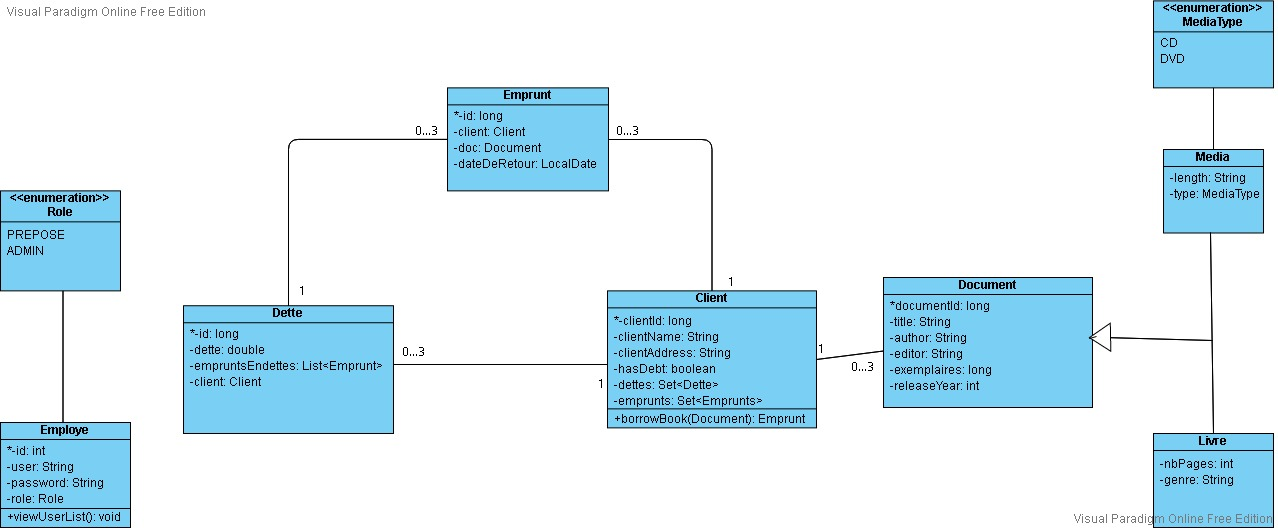 Visual Paradigm Online Free Edition
<<enumeration>>
MediaType
CD
DVD
Emprunt
*-id: long
-client: Client
-doc: Document
-dateDeRetour: LocalDate
0...3
0...3
Media
-length: String
-type: MediaType
<<enumeration>>
Role
PREPOSE
ADMIN
1
1
Dette
*-id: long
-dette: double
-empruntsEndettes: List<Emprunt>
-client: Client
0...3
1
Client
*-clientId: long
-clientName: String
-clientAddress: String
-hasDebt: boolean
-dettes: Set<Dette>
-emprunts: Set<Emprunts>
+borrowBook(Document): Emprunt
1
0...3
Document
*documentId: long
-title: String
-author: String
-editor: String
-exemplaires: long
-releaseYear: int
Employe
*-id: int
-user: String
-password: String
-role: Role
+viewUserList(): void
Livre
-nbPages: int
-genre: String
Visual Paradigm Online Free Edition